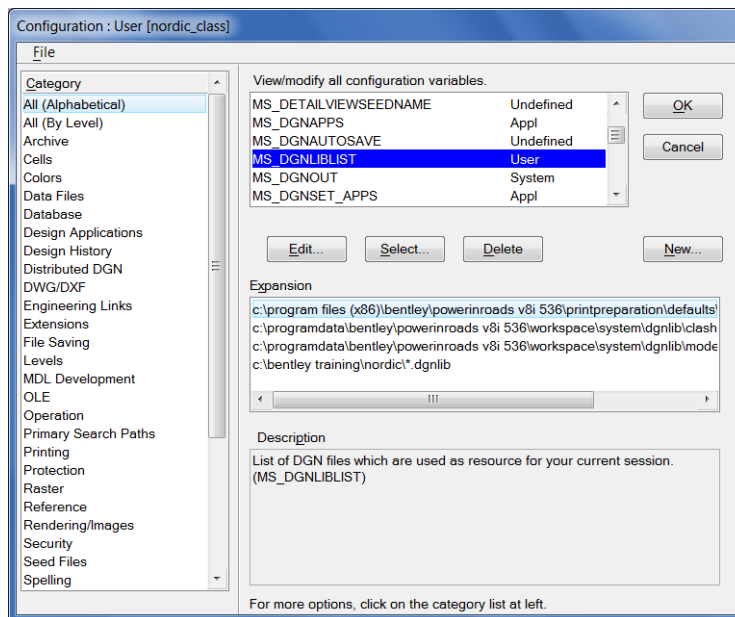 Configuration : User [nordic_class]
File
Category
All (Alphabetical)
All (By Level)
Archive
Cells
Colors
Data Files
Database
Design Applications
Design History
Distributed DGN
DWG/DXF
Engineering Links
Extensions
File Saving
Levels
MDL Development
OLE
Operation
Primary Search Paths
Printing
Protection
Raster
Reference
Rendering/Images
Security
Seed Files
Spelling
View/modify all configuration variables.
MS_DETAILVIEWSEEDNAME Undefined
MS_DGNAPPS Appl
MS_DGNAUTOSAVE Undefined
MS_DGNLIBLIST User
MS_DGNOUT System
MS_DGNSET_APPS Appl
OK
Cancel
Edit... Select... Delete New...
Expansion
c:\program files (x86)\bentley\powerinroads v8i 536\printpreparation\defaults\
c:\programdata\bentley\powerinroads v8i 536\workspace\system\dgnlib\clash
c:\programdata\bentley\powerinroads v8i 536\workspace\system\dgnlib\mode
c:\bentley training\nordic\*.dgnlib
Description
List of DGN files which are used as resource for your current session.
(MS_DGNLIBLIST)
For more options, click on the category list at left.